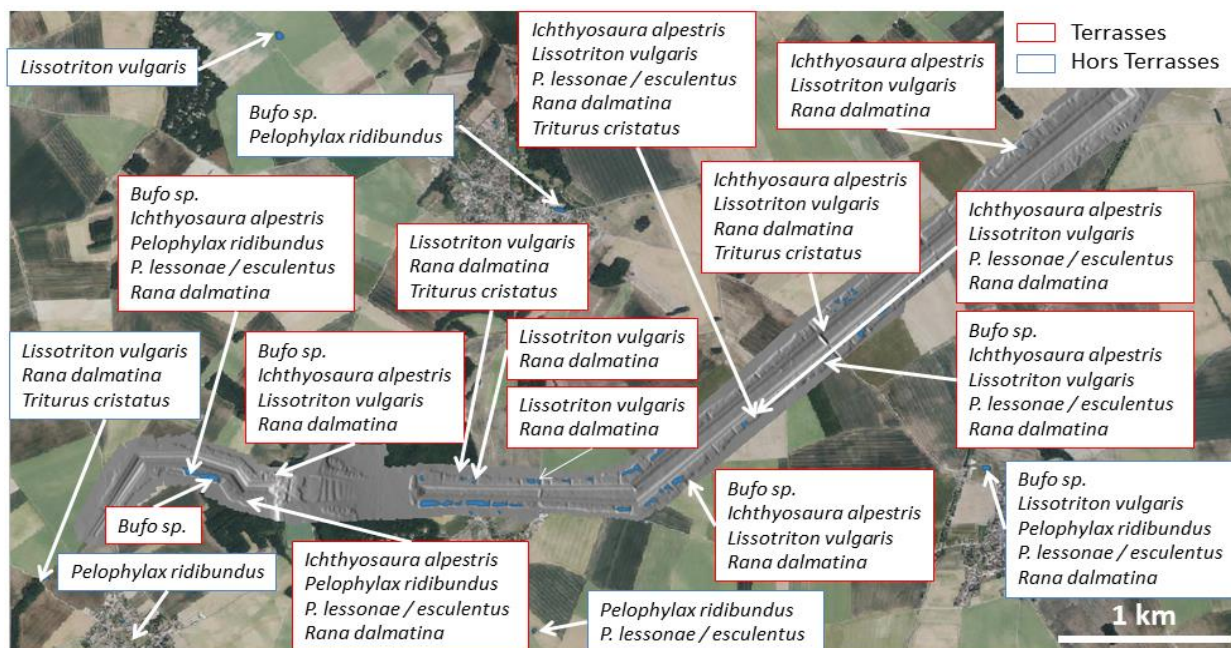 Lissotriton vulgaris
Bufo sp.
Pelophylax ridibundus
Ichthyosaura alpestris
Lissotriton vulgaris
P. lessonae / esculentus
Rana dalmatina
Triturus cristatus
Ichthyosaura alpestris
Lissotriton vulgaris
Rana dalmatina
Terrasses
Hors Terrasses
Bufo sp.
Ichthyosaura alpestris
Pelophylax ridibundus
P. lessonae / esculentus
Rana dalmatina
Lissotriton vulgaris
Rana dalmatina
Triturus cristatus
Ichthyosaura alpestris
Lissotriton vulgaris
Rana dalmatina
Triturus cristatus
Ichthyosaura alpestris
Lissotriton vulgaris
P. lessonae / esculentus
Rana dalmatina
Lissotriton vulgaris
Rana dalmatina
Triturus cristatus
Bufo sp.
Ichthyosaura alpestris
Lissotriton vulgaris
Rana dalmatina
Lissotriton vulgaris
Rana dalmatina
Lissotriton vulgaris
Rana dalmatina
Bufo sp.
Ichthyosaura alpestris
Lissotriton vulgaris
P. lessonae / esculentus
Rana dalmatina
Bufo sp.
Pelophylax ridibundus
Ichthyosaura alpestris
Pelophylax ridibundus
P. lessonae / esculentus
Rana dalmatina
Pelophylax ridibundus
P. lessonae / esculentus
Bufo sp.
Ichthyosaura alpestris
Lissotriton vulgaris
Rana dalmatina
Bufo sp.
Lissotriton vulgaris
Pelophylax ridibundus
P. lessonae / esculentus
Rana dalmatina
1 km